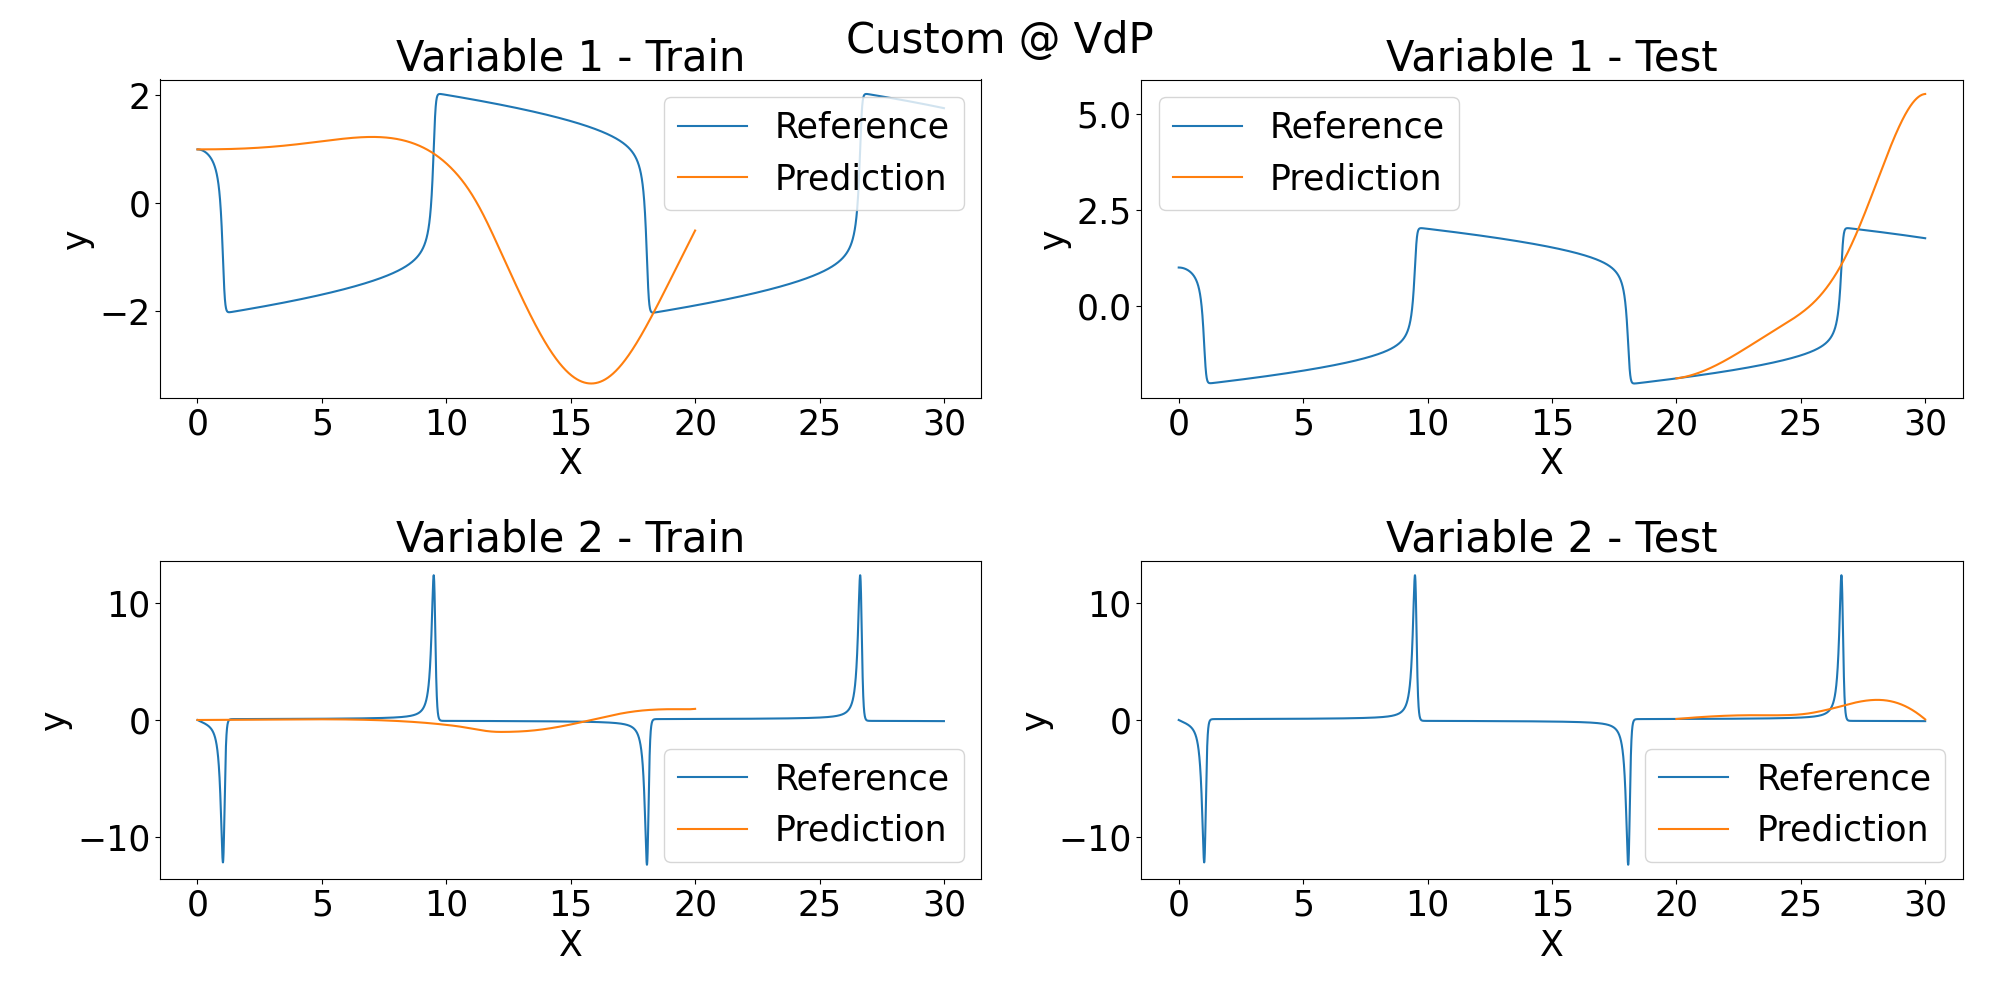 Custom @ VdP
Variable 1 - Train
2
0
−2
y
0 5 10 15 20 25 30
X
Reference
Prediction
Variable 1 - Test
5.0
2.5
0.0
y
0 5 10 15 20 25 30
X
Reference
Prediction
Variable 2 - Train
10
0
−10
y
0 5 10 15 20 25 30
X
Reference
Prediction
Variable 2 - Test
10
0
−10
y
0 5 10 15 20 25 30
X
Reference
Prediction